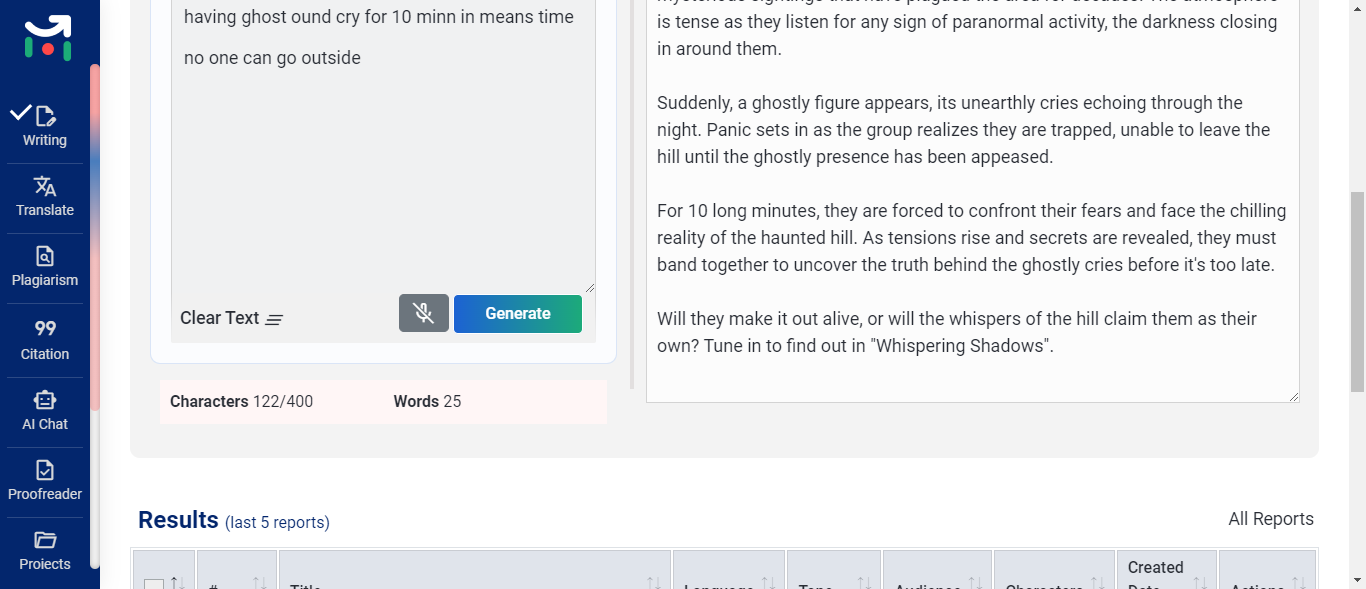 Writing
Translate
Plagiarism
99
Citation
AI Chat
Proofreader
Projects
having ghost ound cry for 10 minn in means time
no one can go outside
Clear Text
Generate
Characters 122/400
Words 25
is tense as they listen for any sign of paranormal activity, the darkness closing
in around them.
Suddenly, a ghostly figure appears, its unearthly cries echoing through the
night. Panic sets in as the group realizes they are trapped, unable to leave the
hill until the ghostly presence has been appeased.
For 10 long minutes, they are forced to confront their fears and face the chilling
reality of the haunted hill. As tensions rise and secrets are revealed, they must
band together to uncover the truth behind the ghostly cries before it's too late.
Will they make it out alive, or will the whispers of the hill claim them as their
own? Tune in to find out in "Whispering Shadows".
Results (last 5 reports)
All Reports
Created
Title
Language
Tone
Audience
Characters
Date
Actions